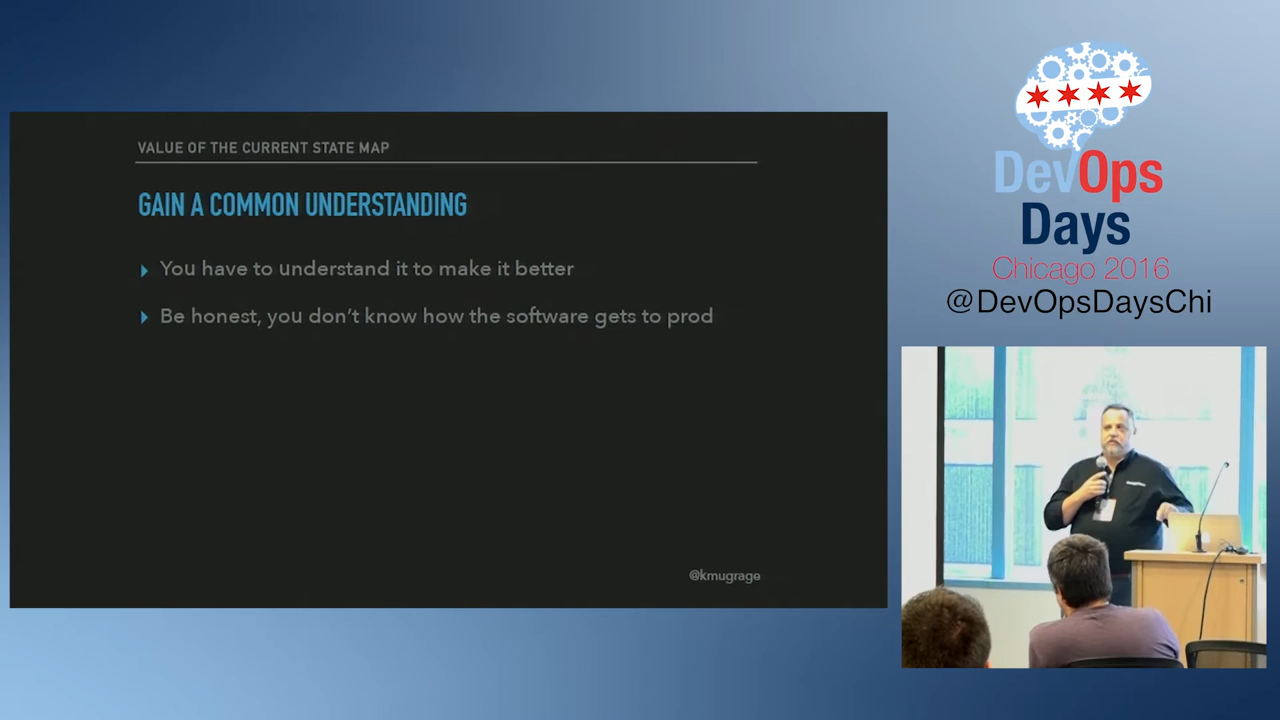 VALUE OF THE CURRENT STATE MAP
GAIN A COMMON UNDERSTANDING
You have to understand it to make it better
Be honest, you don't know how the software gets to prod
@kmugrage
DevOps
Days
Chicago 2016
@DevOpsDaysChi